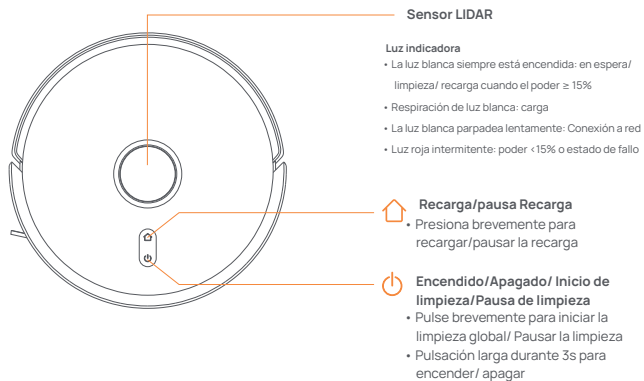 Sensor LIDAR
Luz indicadora
• La luz blanca siempre está encendida: en espera/
limpieza/ recarga cuando el poder ≥ 15%
• Respiración de luz blanca: carga
• La luz blanca parpadea lentamente: Conexión a red
• Luz roja intermitente: poder <15% o estado de fallo
Recarga/pausa Recarga
• Presiona brevemente para
recargar/pausar la recarga
Encendido/Apagado/ Inicio de
limpieza/Pausa de limpieza
• Pulse brevemente para iniciar la
limpieza global/ Pausar la limpieza
• Pulsación larga durante 3s para
encender/ apagar